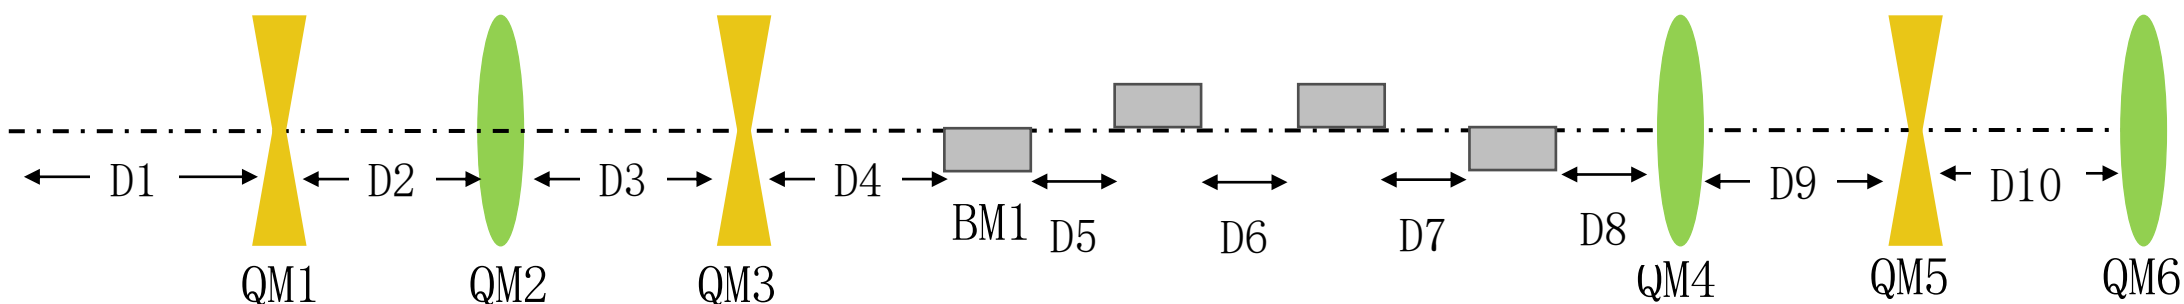 D1 D2 D3 D4 D5 D6 D7 D8 D9 D10
BM1
QM1 QM2 QM3 QM4 QM5 QM6